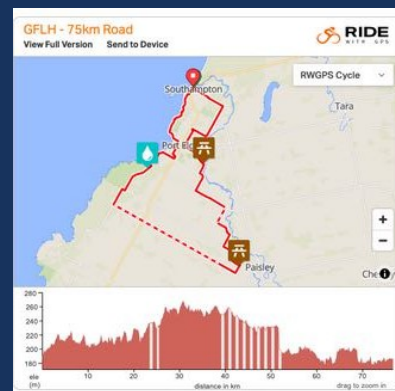 GFLH - 75km Road
View Full Version Send to Device
RIDE
WITH GPS
RWGPS Cycle
Southampton
Tara
Port El
Paisley
+
−
280
260
240
220
200
180
ele
(m)
10 20 30 40 50 60 70
distance in km
drag to zoom in